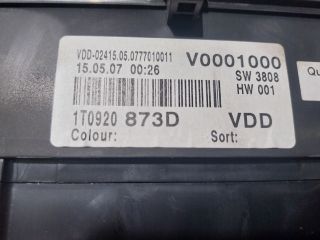 VDD-02415.05.0777010011 V0001000
15.05.07 00:26 SW 3808
HW 001
1T0920 873D VDD
Colour: Sort:
Qu